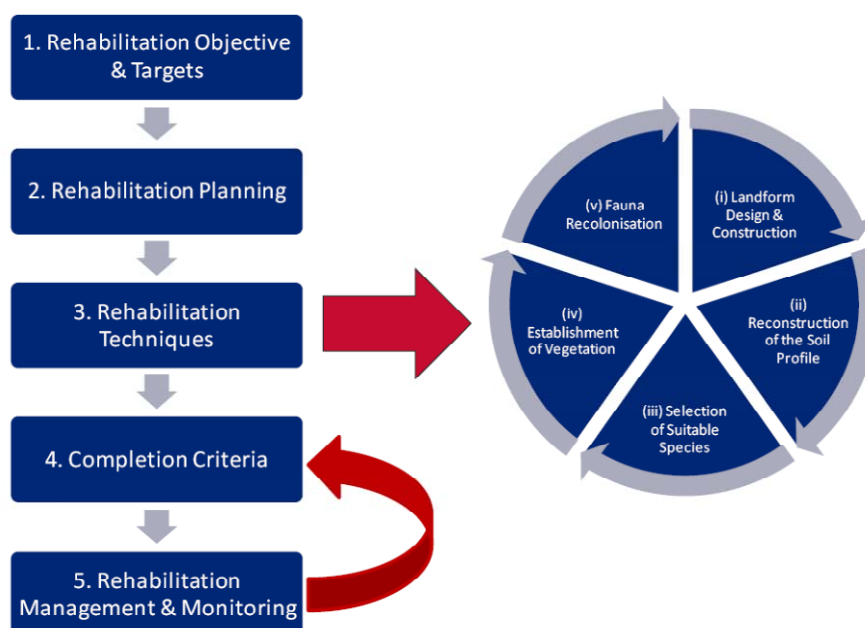 1. Rehabilitation Objective
& Targets
2. Rehabilitation Planning
3. Rehabilitation
Techniques
4. Completion Criteria
5. Rehabilitation
Management & Monitoring
(i) Landform
Design &
Construction
(ii)
Reconstruction
of the Soil
Profile
(iii) Selection
of Suitable
Species
(iv)
Establishment
of Vegetation
(v) Fauna
Recolonisation